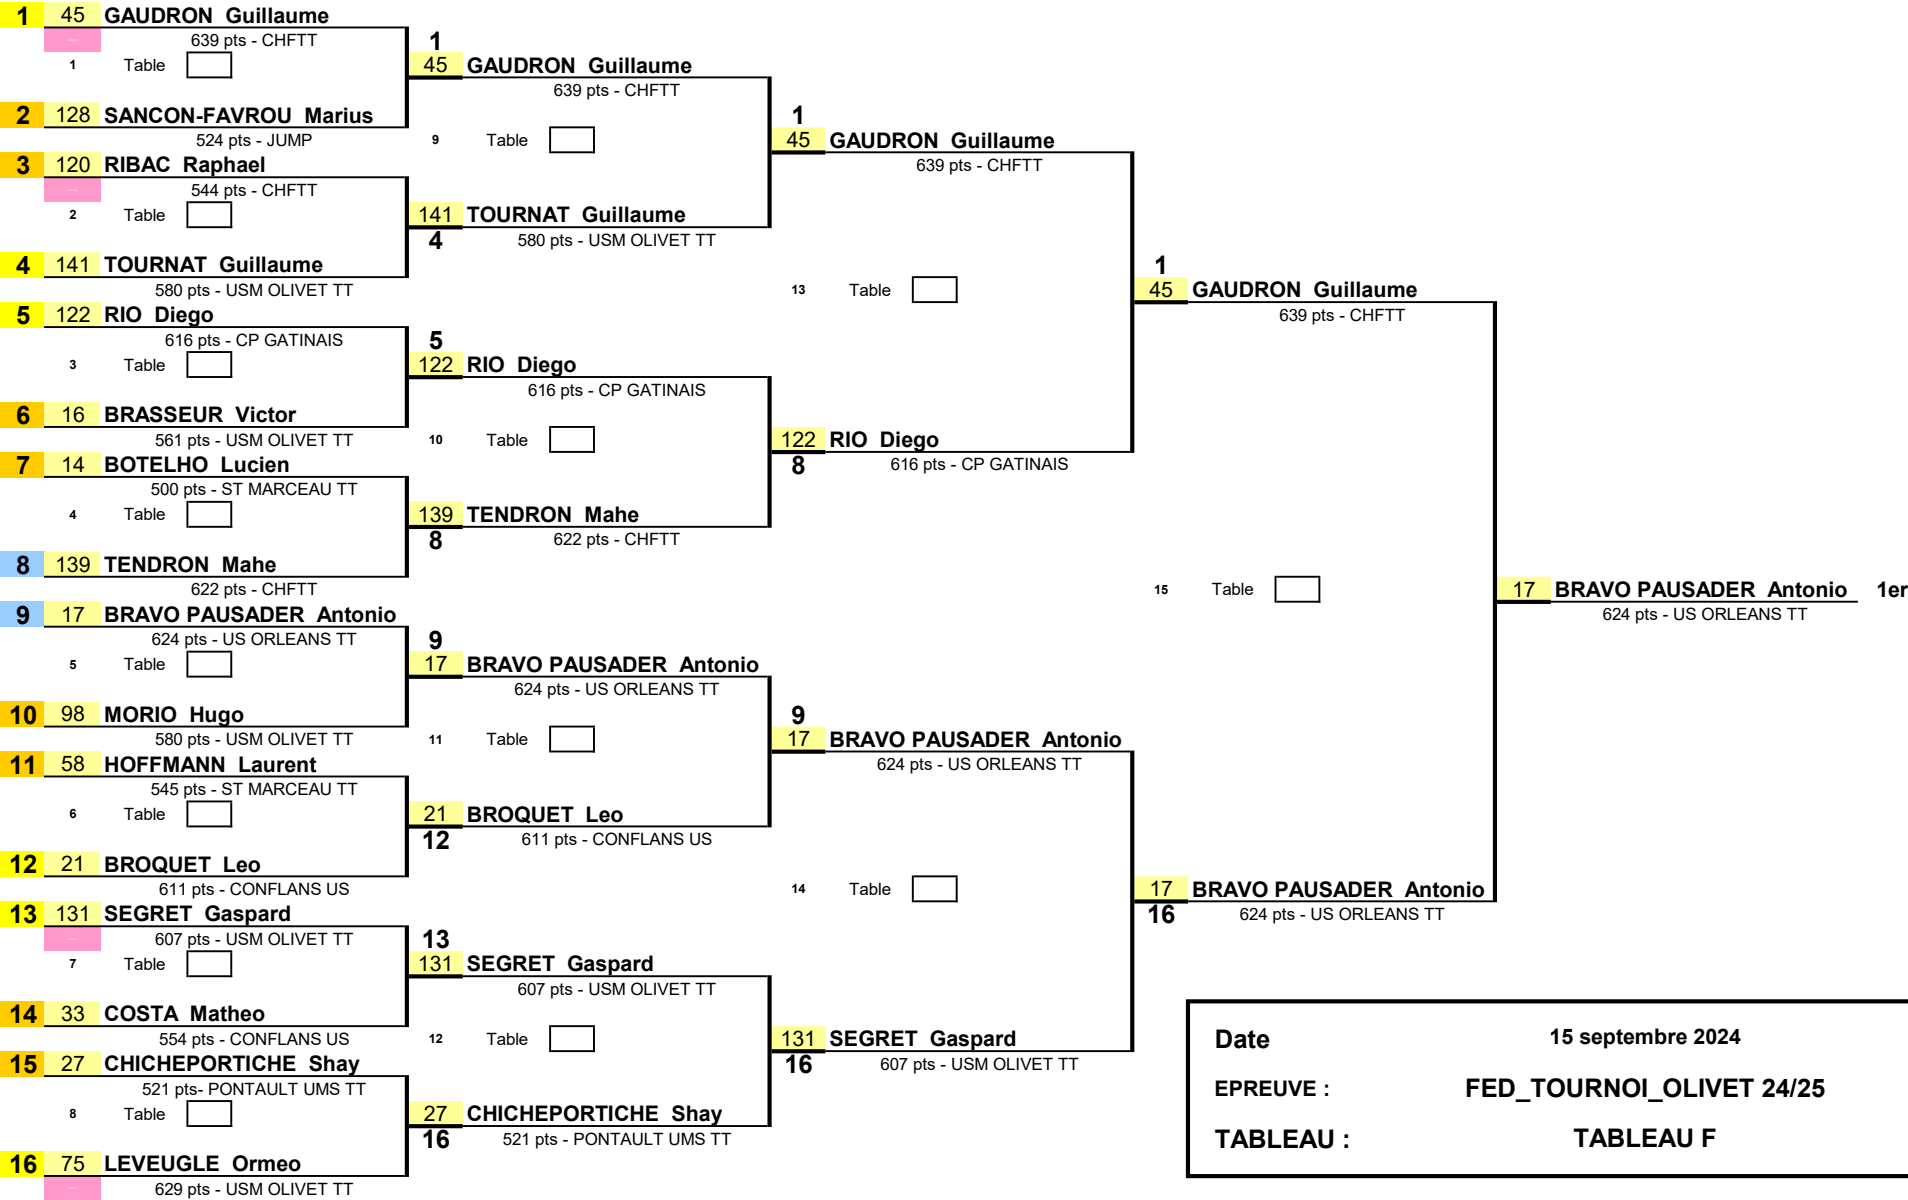 1 45 GAUDRON Guillaume
639 pts - CHFTT
1 Table
2 128 SANCON-FAVROU Marius
524 pts - JUMP
3 120 RIBAC Raphael
544 pts - CHFTT
2 Table
4 141 TOURNAT Guillaume
580 pts - USM OLIVET TT
5 122 RIO Diego
616 pts - CP GATINAIS
3 Table
6 16 BRASSEUR Victor
561 pts - USM OLIVET TT
7 14 BOTELHO Lucien
500 pts - ST MARCEAU TT
4 Table
8 139 TENDRON Mahe
622 pts - CHFTT
9 17 BRAVO PAUSADER Antonio
624 pts - US ORLEANS TT
5 Table
10 98 MORIO Hugo
580 pts - USM OLIVET TT
11 58 HOFFMANN Laurent
545 pts - ST MARCEAU TT
6 Table
12 21 BROQUET Leo
611 pts - CONFLANS US
13 131 SEGRET Gaspard
607 pts - USM OLIVET TT
7 Table
14 33 COSTA Matheo
554 pts - CONFLANS US
15 27 CHICHEPORTICHE Shay
521 pts- PONTAULT UMS TT
8 Table
16 75 LEVEUGLE Ormeo
629 pts - USM OLIVET TT
1
45 GAUDRON Guillaume
639 pts - CHFTT
9 Table
141 TOURNAT Guillaume
4 580 pts - USM OLIVET TT
5
122 RIO Diego
616 pts - CP GATINAIS
10 Table
139 TENDRON Mahe
8 622 pts - CHFTT
9
17 BRAVO PAUSADER Antonio
624 pts - US ORLEANS TT
11 Table
21 BROQUET Leo
12 611 pts - CONFLANS US
13
131 SEGRET Gaspard
607 pts - USM OLIVET TT
12 Table
27 CHICHEPORTICHE Shay
16 521 pts - PONTAULT UMS TT
1
45 GAUDRON Guillaume
639 pts - CHFTT
13 Table
122 RIO Diego
8 616 pts - CP GATINAIS
9
17 BRAVO PAUSADER Antonio
624 pts - US ORLEANS TT
14 Table
131 SEGRET Gaspard
16 607 pts - USM OLIVET TT
1
45 GAUDRON Guillaume
639 pts - CHFTT
15 Table
17 BRAVO PAUSADER Antonio
16 624 pts - US ORLEANS TT
17 BRAVO PAUSADER Antonio 1er
624 pts - US ORLEANS TT
Date 15 septembre 2024
EPREUVE : FED_TOURNOI_OLIVET 24/25
TABLEAU : TABLEAU F